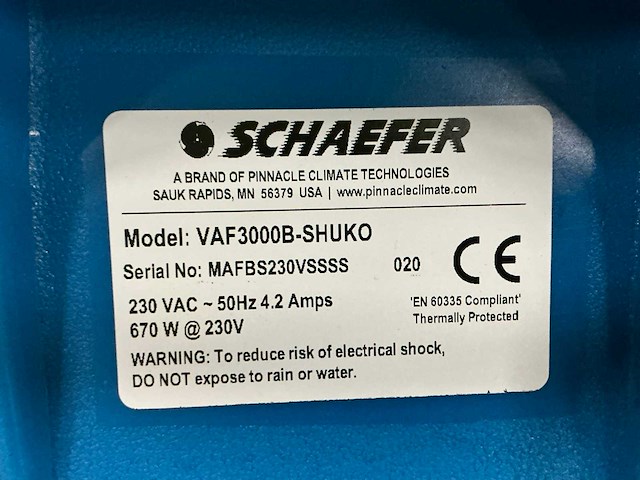 SCHAEFER
A BRAND OF PINNACLE CLIMATE TECHNOLOGIES
SAUK RAPIDS, MN 56379 USA | www.pinnacleclimate.com
Model: VAF3000B-SHUKO
Serial No: MAFBS230VSSSS 020
CE
230 VAC ~ 50Hz 4.2 Amps
670 W @ 230V
'EN 60335 Compliant'
Thermally Protected
WARNING: To reduce risk of electrical shock,
DO NOT expose to rain or water.